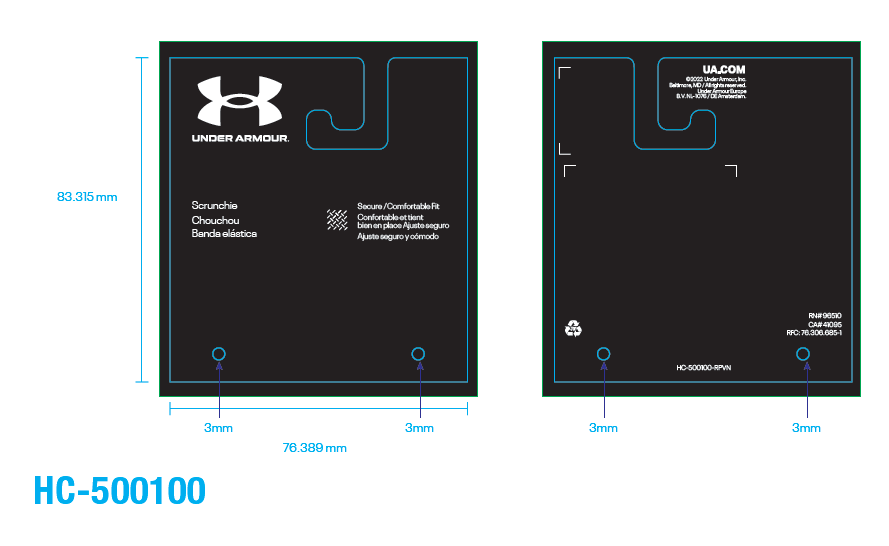 UNDER ARMOUR.
83.315 mm
Scrunchie
Chouchou
Banda elástica
Secure / Comfortable Fit
Confortable et tient
bien en place Ajuste seguro
Ajuste seguro y cómodo
3mm
3mm
76.389 mm
UA.COM
©2022 Under Armour, Inc.
Baltimore, MD / All rights reserved.
Under Armour Europe
B.V. NL-1076 / DE Amsterdam.
RN# 96510
CA# 41095
RFC: 76.306.685-1
HC-500100-RPVN
3mm
3mm
HC-500100